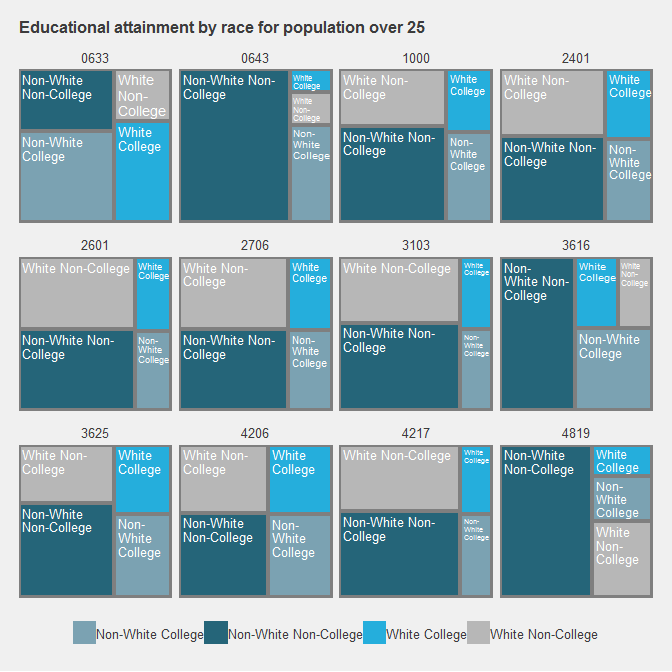 Educational attainment by race for population over 25
0633
0643
1000
2401
Non-White
Non-College
White
Non-
College
Non-White
College
White
College
Non-White Non-
College
White
College
White
Non-
College
Non-
White
College
White Non-
College
White
College
Non-White Non-
College
Non-
White
College
White Non-
College
White
College
Non-White Non-
College
Non-
White
College
2601
2706
3103
3616
White Non-College
White
College
Non-White Non-
College
Non-
White
College
White Non-
College
White
College
Non-White Non-
College
Non-
White
College
White Non-College
White
College
Non-White Non-
College
Non-
White
College
Non-
White Non-
College
White
College
White
Non-
College
Non-White
College
3625
4206
4217
4819
White Non-
College
White
College
Non-White
Non-College
Non-
White
College
White Non-
College
White
College
Non-White
Non-College
Non-
White
College
White Non-College
White
College
Non-White Non-
College
Non-
White
College
Non-White
Non-College
White
College
Non-
White
College
White
Non-
College
Non-White College
Non-White Non-College
White College
White Non-College